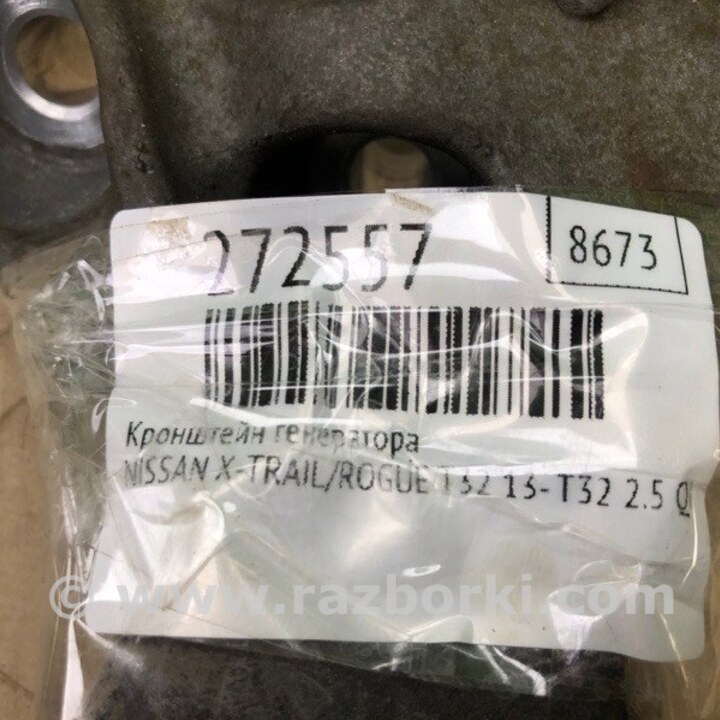 272557
8673
Кронштейн генератора
NISSAN X-TRAIL/ROGUE T32 13- T32 2.5 Q
© www.razborki.com